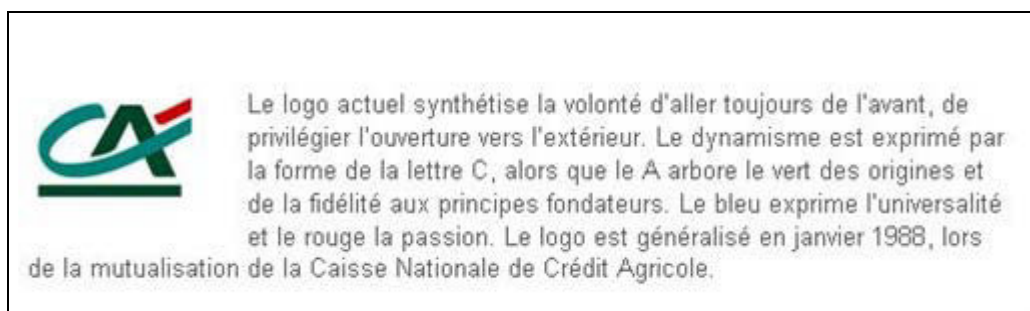 CA
Le logo actuel synthétise la volonté d'aller toujours de l'avant, de
privilégier l'ouverture vers l'extérieur. Le dynamisme est exprimé par
la forme de la lettre C, alors que le A arbore le vert des origines et
de la fidélité aux principes fondateurs. Le bleu exprime l'universalité
et le rouge la passion. Le logo est généralisé en janvier 1988, lors
de la mutualisation de la Caisse Nationale de Crédit Agricole.